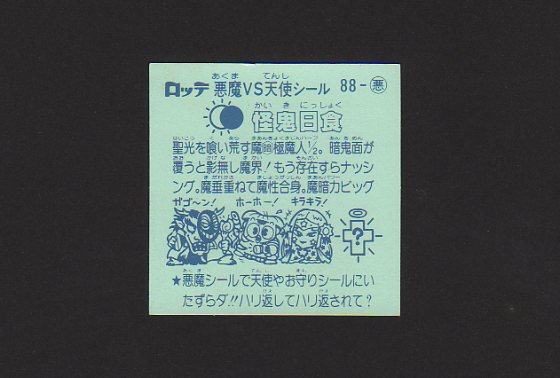 ロッテ 悪魔VS天使シール 88-悪
怪鬼日食
聖光を喰い荒す魔暗極魔人½。暗鬼面が
覆うと影無し魔界!もう存在すらナッシ
ング。魔垂重ねて魔性合身。魔暗力ビッグ
ガゴ〜ン! ホーホー! キラキラ!
?
★悪魔シールで天使やお守りシールにい
たずらダ!!ハリ返してハリ返されて?